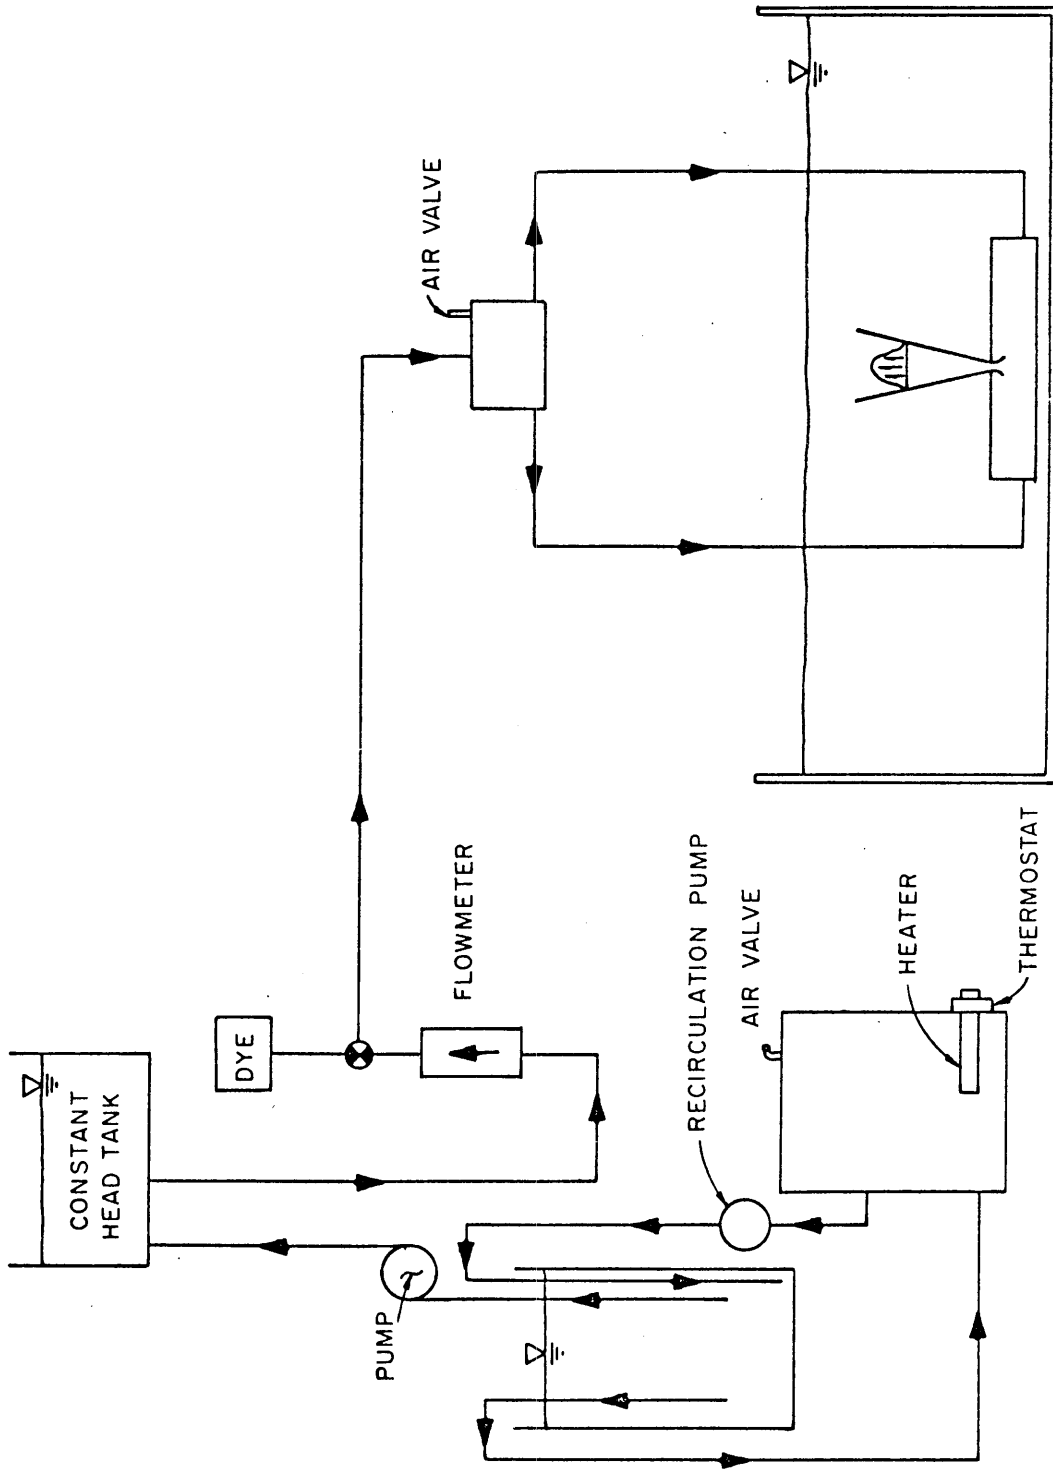 CONSTANT
HEAD TANK
DYE
PUMP
FLOWMETER
AIR VALVE
RECIRCULATION PUMP
AIR VALVE
HEATER
THERMOSTAT